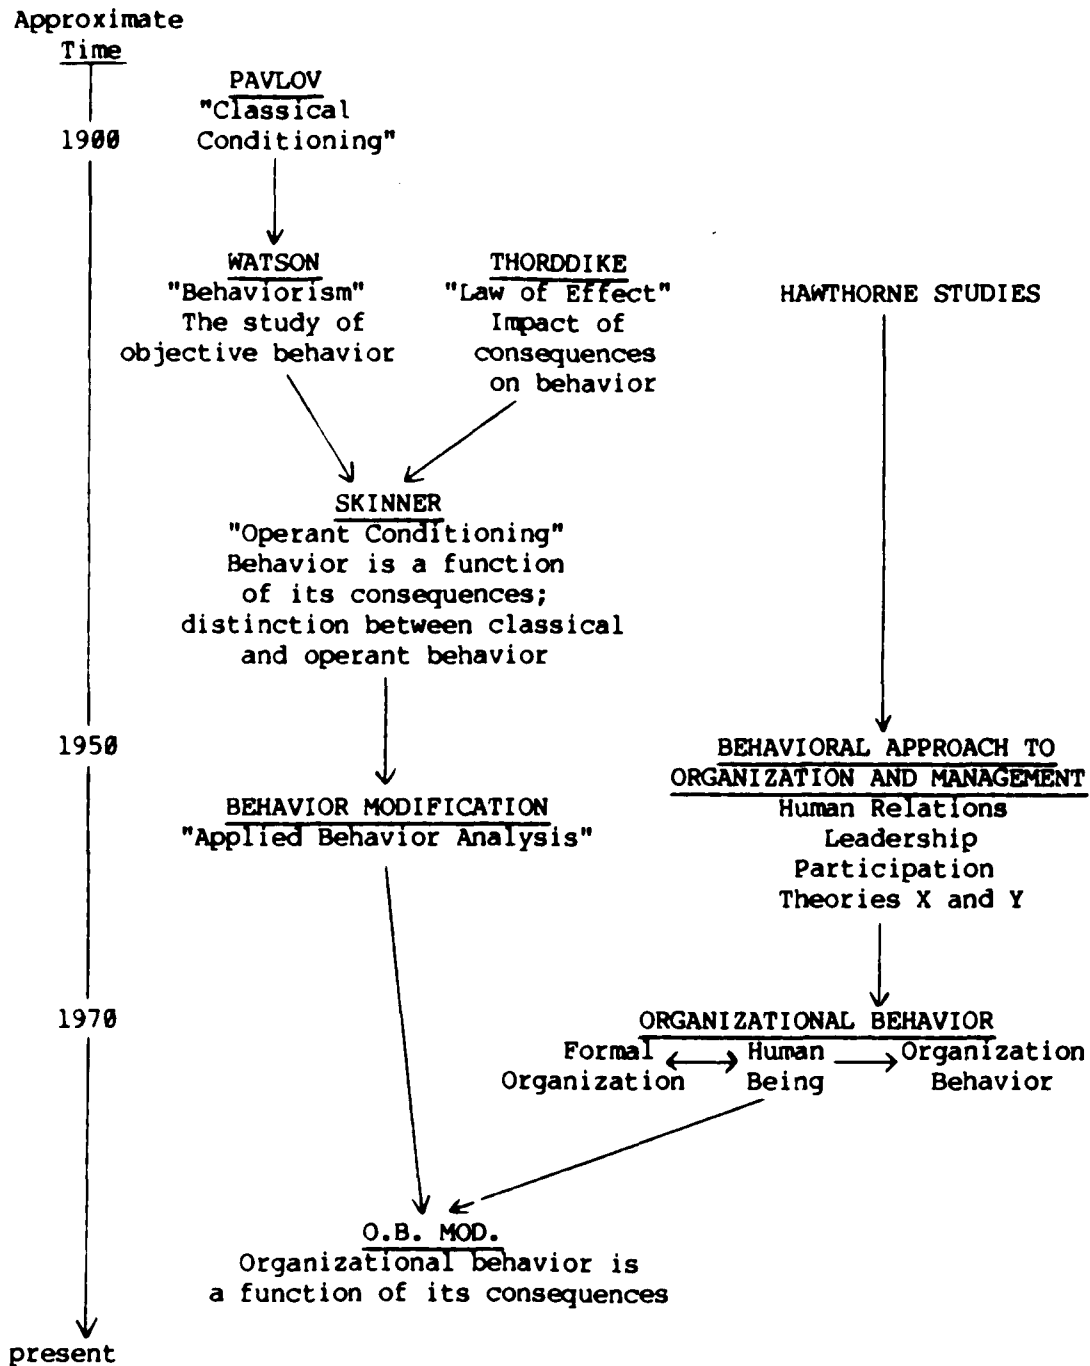 Approximate
Time
PAVLOV
"Classical
Conditioning"
1900
WATSON
"Behaviorism"
The study of
objective behavior
THORDDIKE
"Law of Effect"
Impact of
consequences
on behavior
HAWTHORNE STUDIES
SKINNER
"Operant Conditioning"
Behavior is a function
of its consequences;
distinction between classical
and operant behavior
1950
BEHAVIORAL APPROACH TO
ORGANIZATION AND MANAGEMENT
Human Relations
Leadership
Participation
Theories X and Y
BEHAVIOR MODIFICATION
"Applied Behavior Analysis"
1970
ORGANIZATIONAL BEHAVIOR
Formal
Organization
Human
Being
Organization
Behavior
O.B. MOD.
Organizational behavior is
a function of its consequences
present